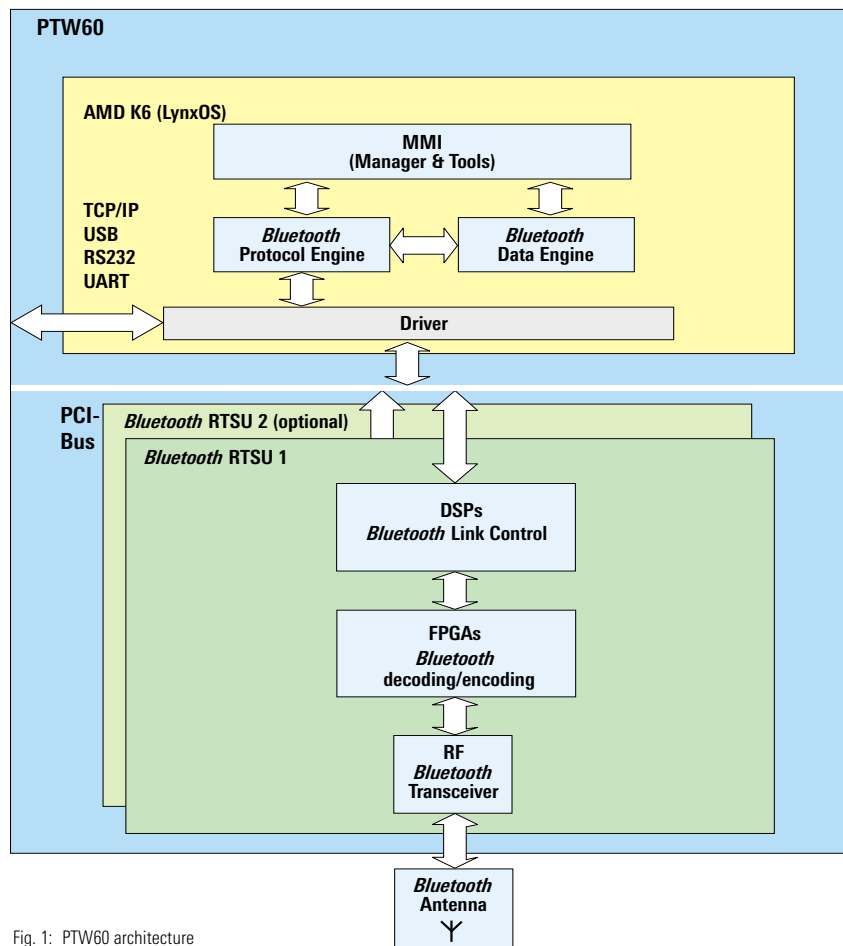 PTW60
AMD K6 (LynxOS)
MMI
(Manager & Tools)
TCP/IP
USB
RS232
UART
Bluetooth
Protocol Engine
Bluetooth
Data Engine
Driver
PCI-
Bus
Bluetooth RTSU 2 (optional)
Bluetooth RTSU 1
DSPs
Bluetooth Link Control
FPGAs
Bluetooth
decoding/encoding
RF
Bluetooth
Transceiver
Bluetooth
Antenna
Fig. 1: PTW60 architecture